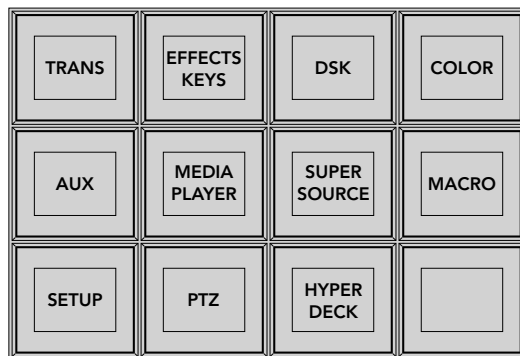 TRANS
EFFECTS
KEYS
DSK
COLOR
AUX
MEDIA
PLAYER
SUPER
SOURCE
MACRO
SETUP
PTZ
HYPER
DECK